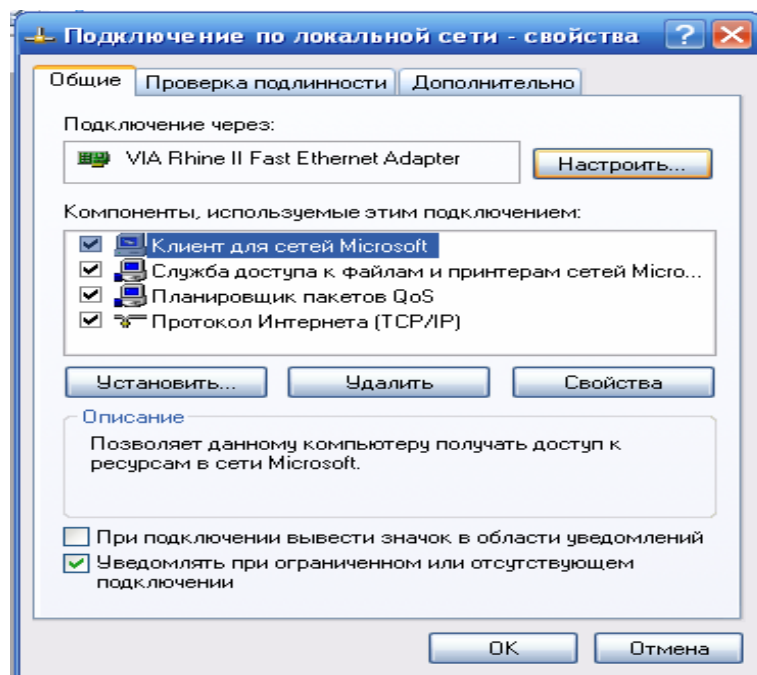 Подключение по локальной сети - свойства
Общие Проверка подлинности Дополнительно
Подключение через:
VIA Rhine II Fast Ethernet Adapter Настроить...
Компоненты, используемые этим подключением:
Клиент для сетей Microsoft
Служба доступа к файлам и принтерам сетей Micro...
Планировщик пакетов QoS
Протокол Интернета (TCP/IP)
Установить... Удалить Свойства
Описание
Позволяет данному компьютеру получать доступ к
ресурсам в сети Microsoft.
При подключении вывести значок в области уведомлений
Уведомлять при ограниченном или отсутствующем
подключении
OK Отмена